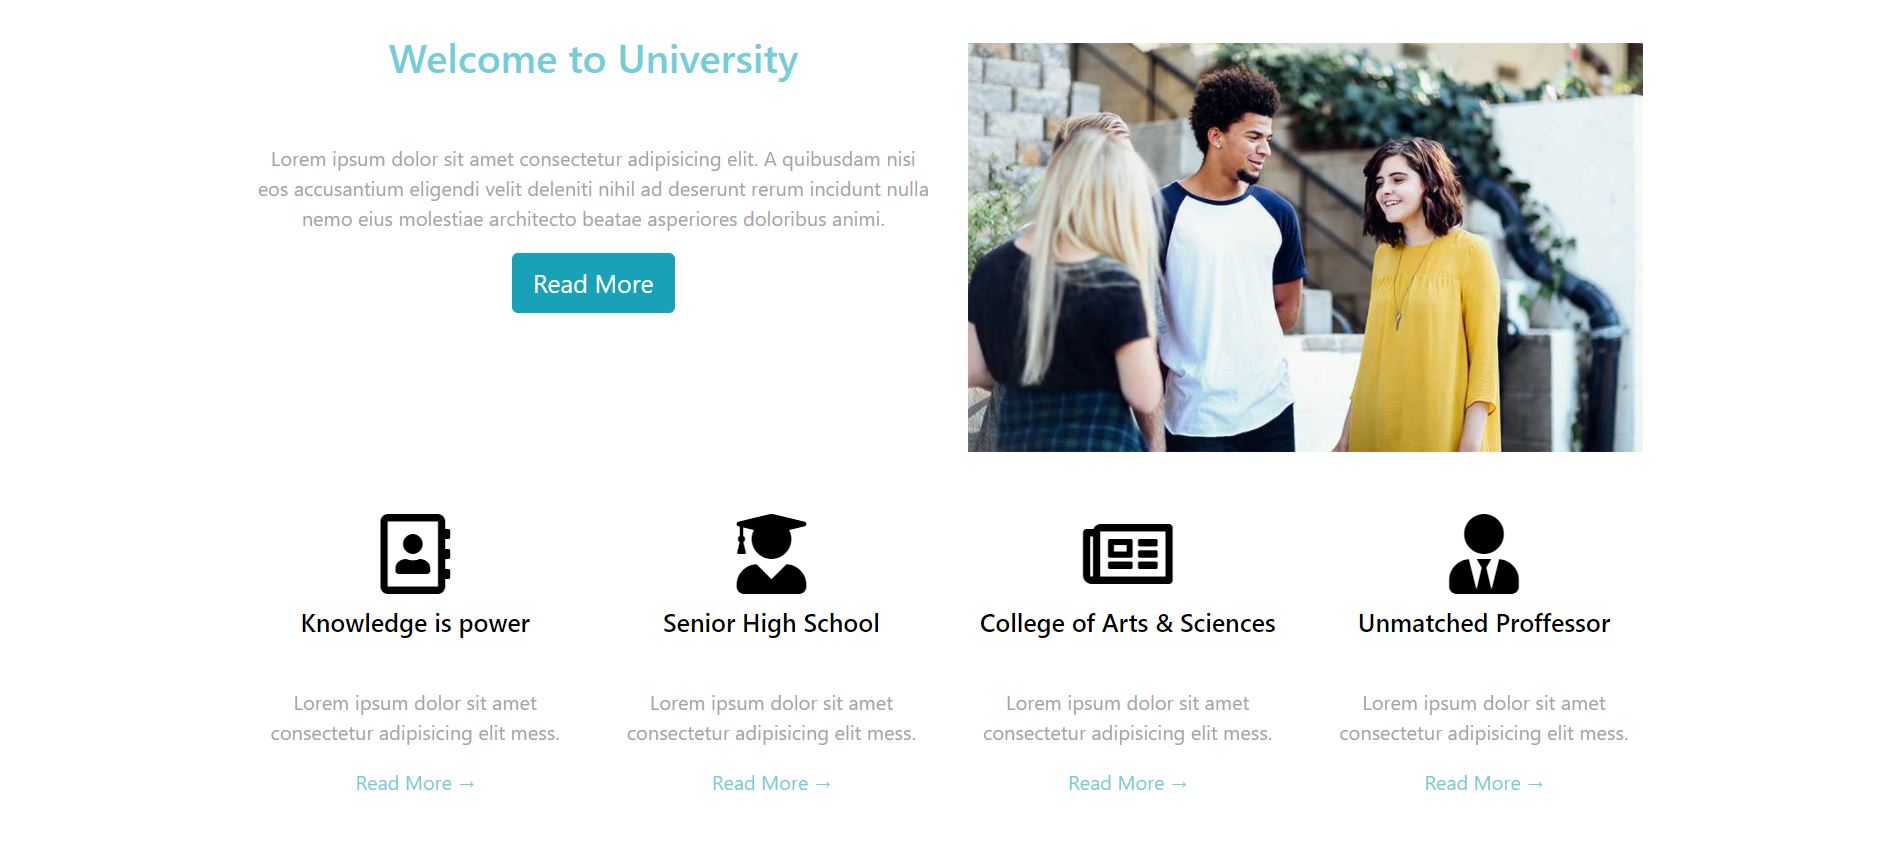 Welcome to University
Lorem ipsum dolor sit amet consectetur adipisicing elit. A quibusdam nisi
eos accusantium eligendi velit deleniti nihil ad deserunt rerum incidunt nulla
nemo eius molestiae architecto beatae asperiores doloribus animi.
Read More
Knowledge is power
Lorem ipsum dolor sit amet
consectetur adipisicing elit mess.
Read More →
Senior High School
Lorem ipsum dolor sit amet
consectetur adipisicing elit mess.
Read More →
College of Arts & Sciences
Lorem ipsum dolor sit amet
consectetur adipisicing elit mess.
Read More →
Unmatched Proffessor
Lorem ipsum dolor sit amet
consectetur adipisicing elit mess.
Read More →